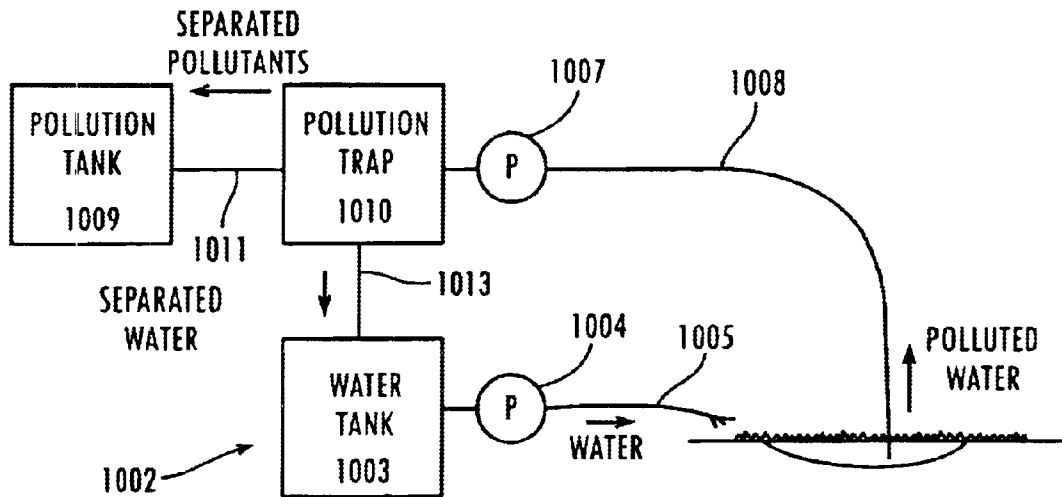 SEPARATED
POLLUTANTS
1007
1008
POLLUTION
TANK
1009
POLLUTION
TRAP
1010
P
1011
1013
SEPARATED
WATER
1004
1005
POLLUTED
WATER
WATER
TANK
1003
P
WATER
1002